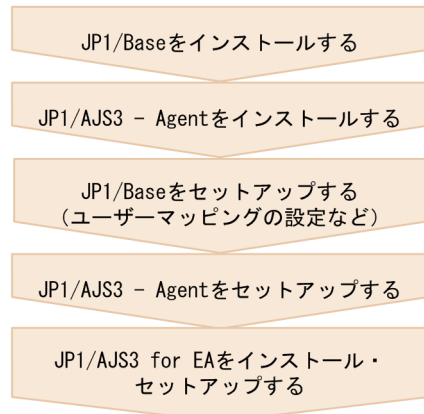 JP1/Baseをインストールする
JP1/AJS3 - Agentをインストールする
JP1/Baseをセットアップする
(ユーザーマッピングの設定など)
JP1/AJS3 - Agentをセットアップする
JP1/AJS3 for EAをインストール・
セットアップする